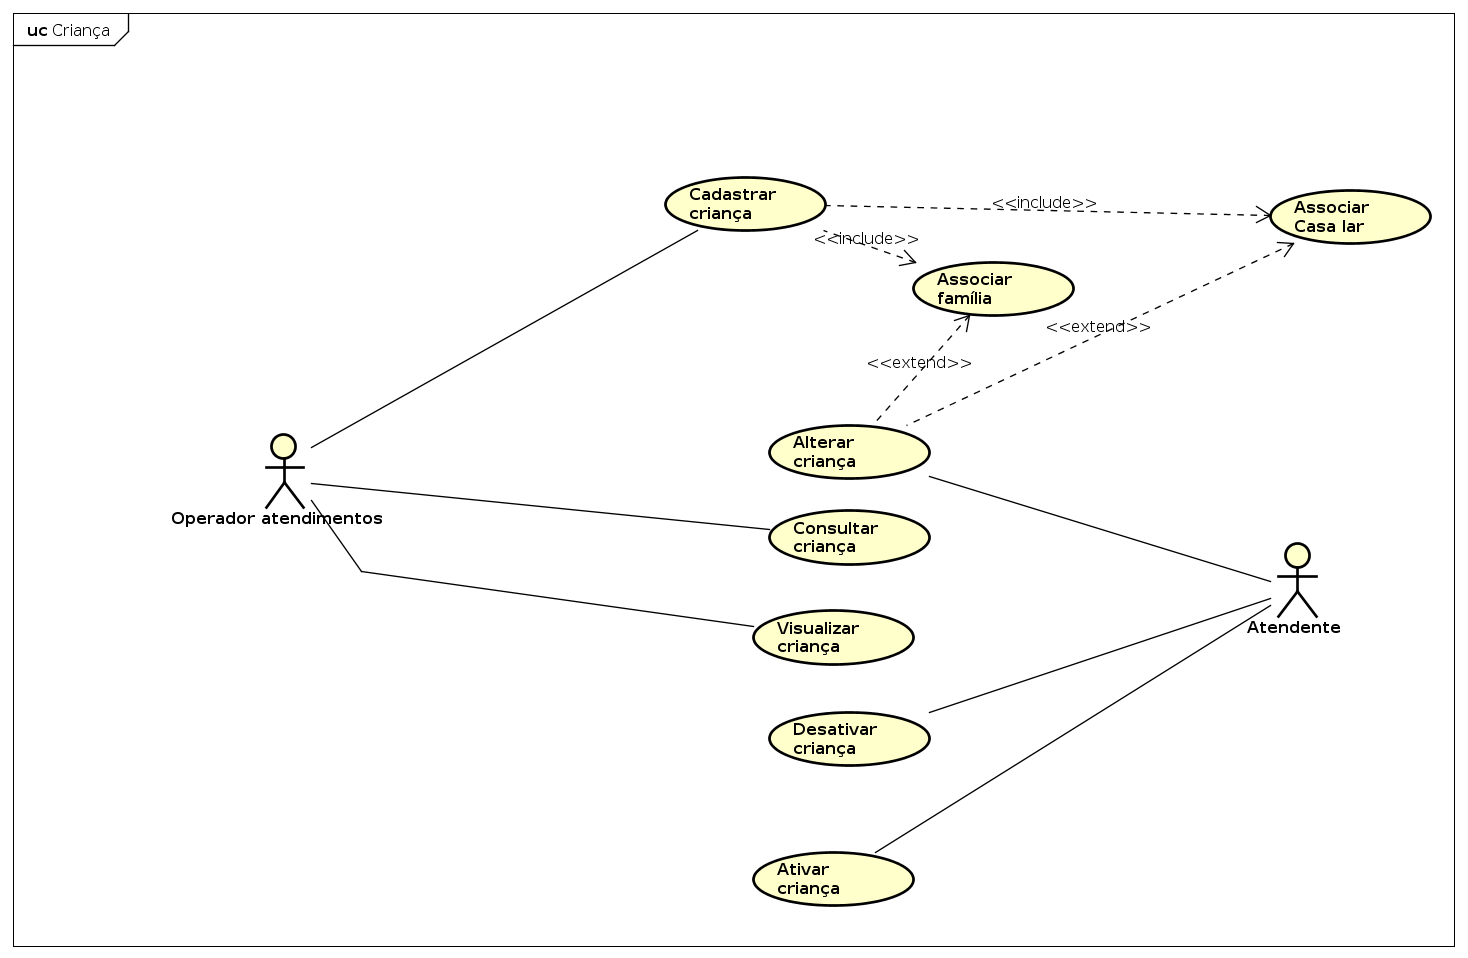 uc Criança
Cadastrar
criança
<<include>>
Associar
Casa lar
<<include>>
Associar
família
<<extend>>
<<extend>>
Alterar
criança
Operador atendimentos
Consultar
criança
Visualizar
criança
Atendente
Desativar
criança
Ativar
criança